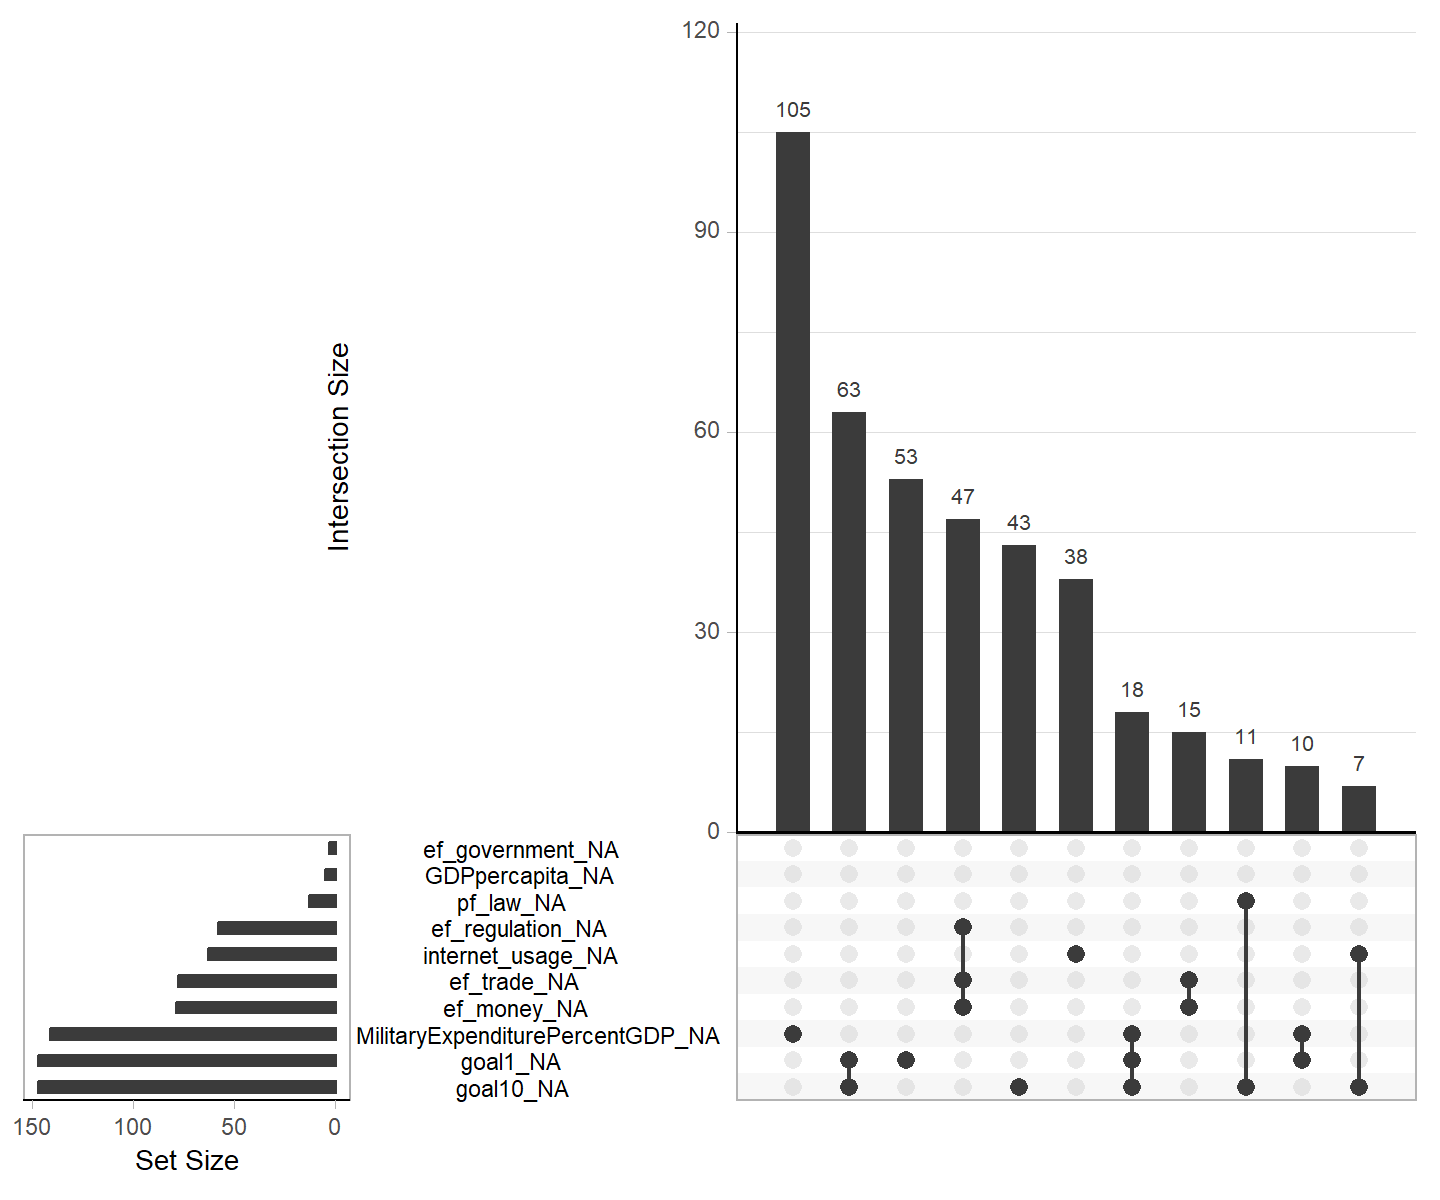 120
90
60
30
0
Intersection Size
105
63
53
47
43
38
18
15
11
10
7
ef_government_NA
GDPpercapita_NA
pf_law_NA
ef_regulation_NA
internet_usage_NA
ef_trade_NA
ef_money_NA
MilitaryExpenditurePercentGDP_NA
goal1_NA
goal10_NA
150 100 50 0
Set Size